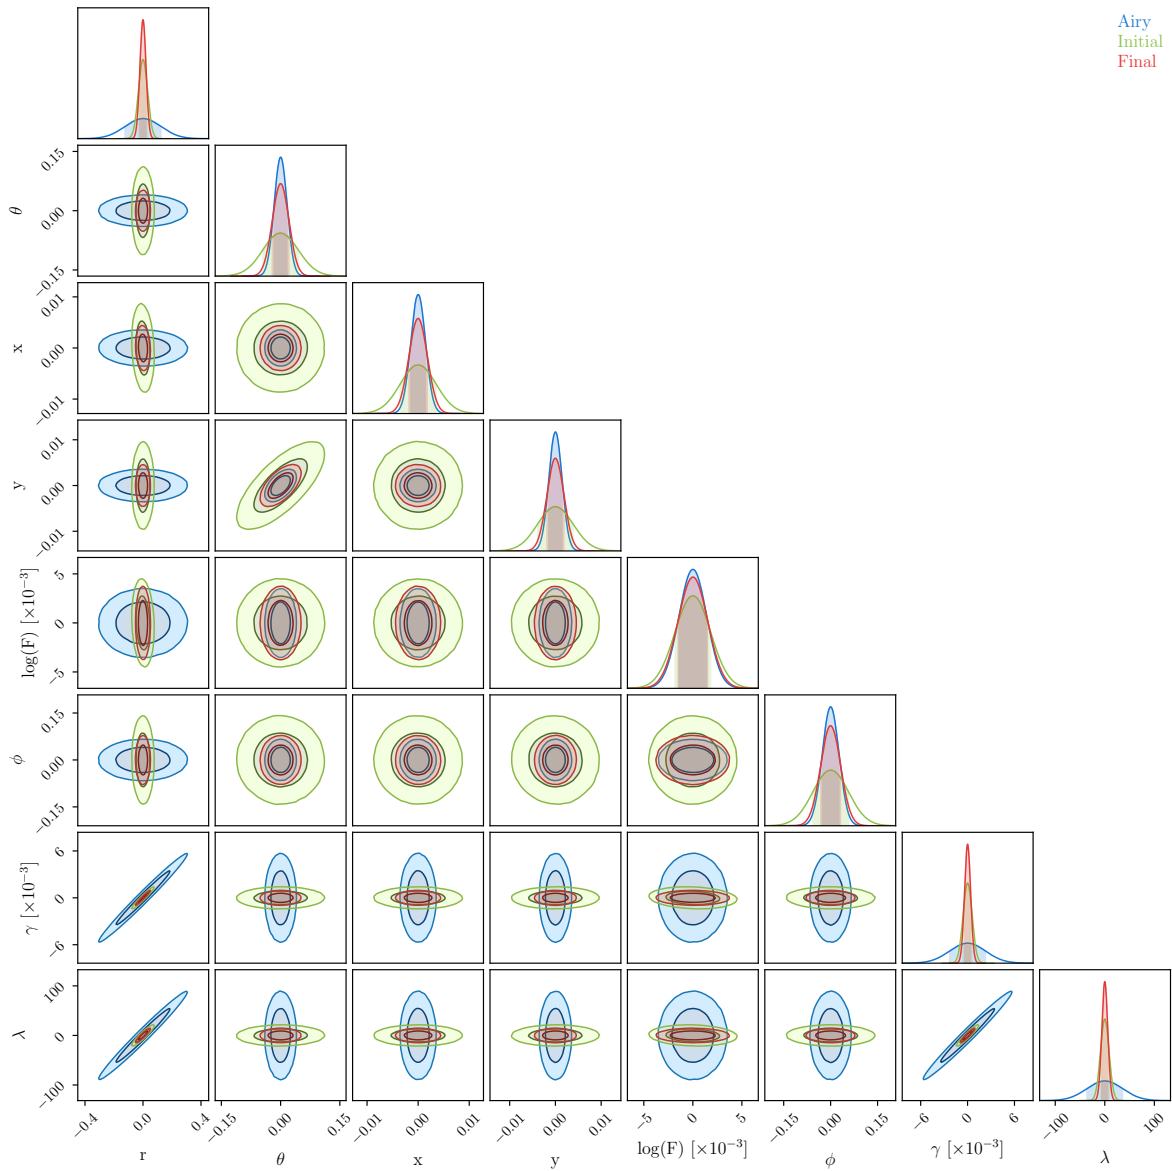 Airy
Initial
Final
0.15
0.00
−0.15
θ
0.01
0.00
−0.01
x
0.01
0.00
−0.01
y
5
0
−5
log(F) [×10⁻³]
0.15
0.00
−0.15
ϕ
6
0
−6
γ [×10⁻³]
100
0
−100
λ
−0.4 0.0 0.4
−0.15 0.00 0.15
−0.01 0.00 0.01
−0.01 0.00 0.01
−5 0 5
−0.15 0.00 0.15
−6 0 6
−100 0 100
r
θ
x
y
log(F) [×10⁻³]
ϕ
γ [×10⁻³]
λ